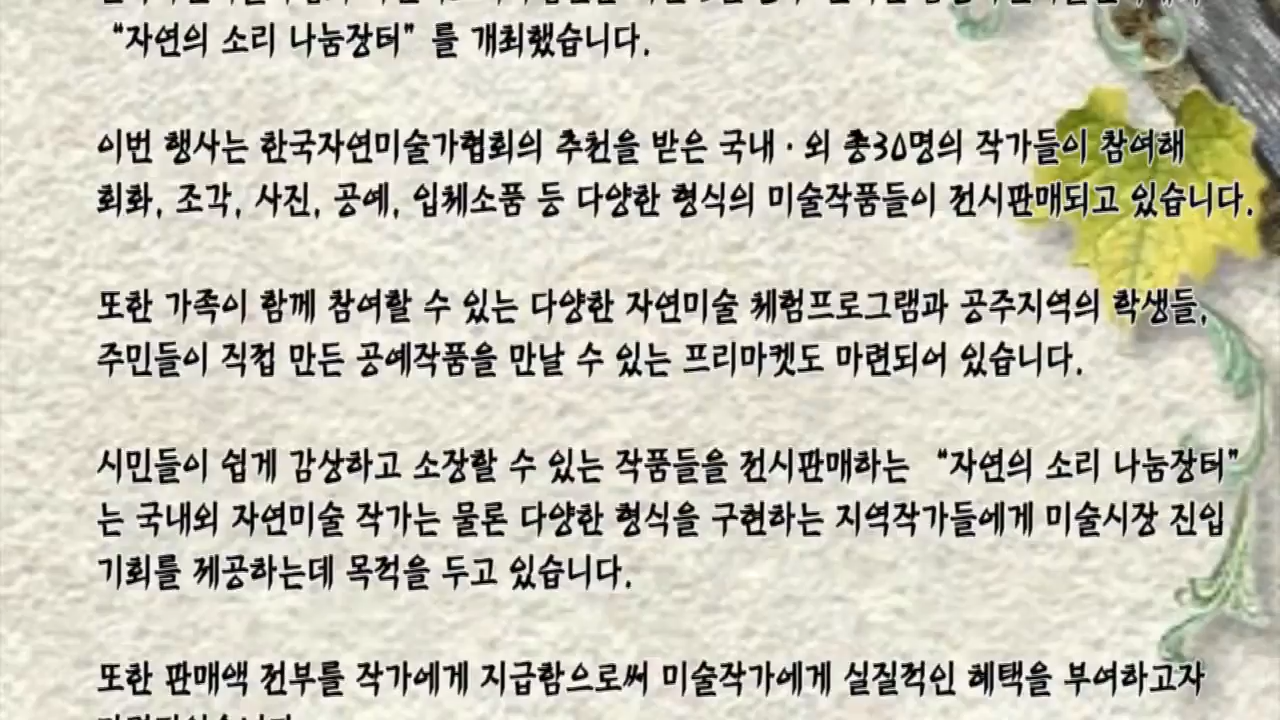 “자연의 소리 나눔장터” 를 개최했습니다.
이번 행사는 한국자연미술가협회의 추천을 받은 국내·외 총30명의 작가들이 참여해
회화, 조각, 사진, 공예, 입체소품 등 다양한 형식의 미술작품들이 전시판매되고 있습니다.
또한 가족이 함께 참여할 수 있는 다양한 자연미술 체험프로그램과 공주지역의 학생들,
주민들이 직접 만든 공예작품을 만날 수 있는 프리마켓도 마련되어 있습니다.
시민들이 쉽게 감상하고 소장할 수 있는 작품들을 전시판매하는 “자연의 소리 나눔장터”
는 국내외 자연미술 작가는 물론 다양한 형식을 구현하는 지역작가들에게 미술시장 진입
기회를 제공하는데 목적을 두고 있습니다.
또한 판매액 전부를 작가에게 지급함으로써 미술작가에게 실질적인 혜택을 부여하고자